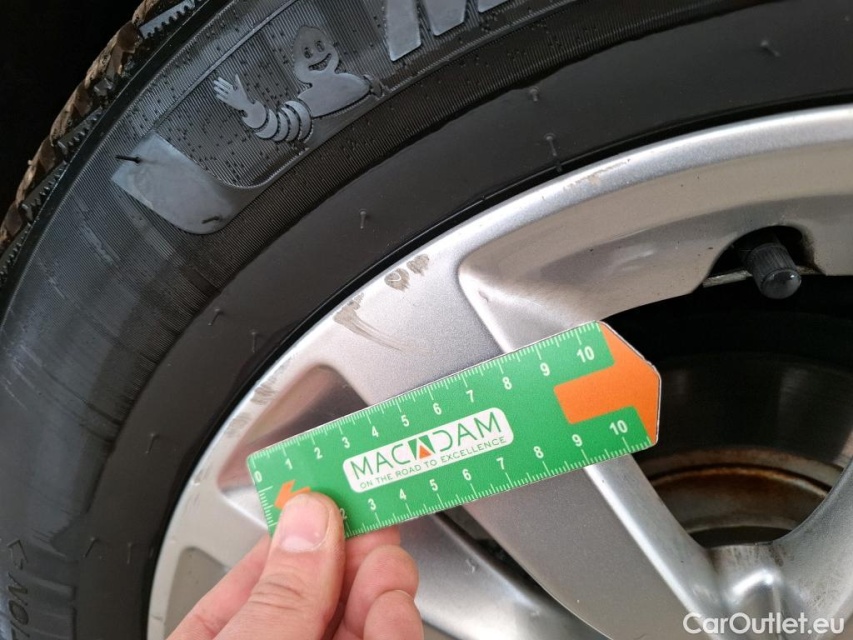 0 1 2 3 4 5 6 7 8 9 10
MACADAM
ON THE ROAD TO EXCELLENCE
2 3 4 5 6 7 8 9 10
CarOutlet.eu